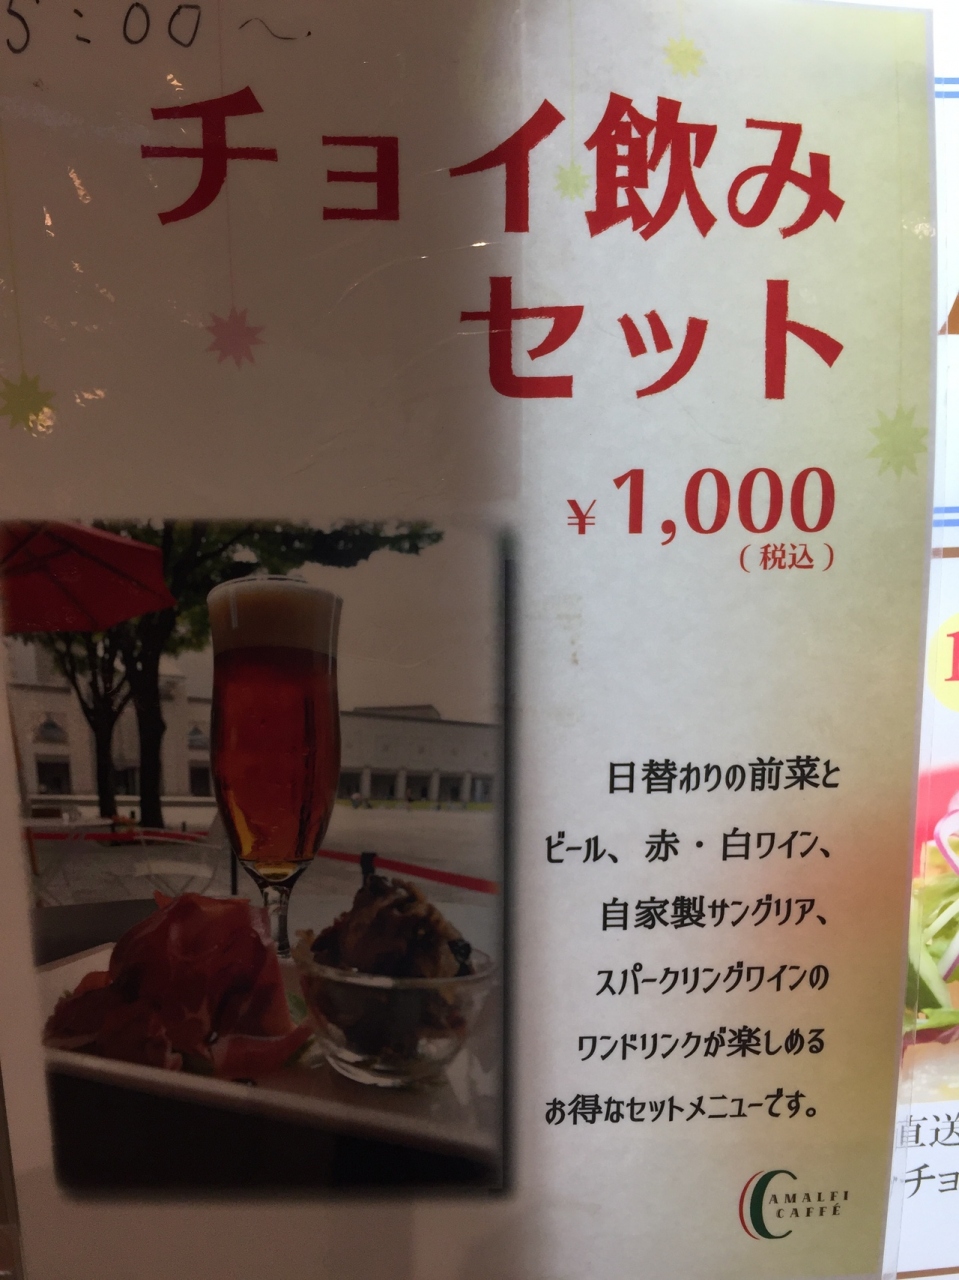 5:00〜
チョイ飲み
セット
¥1,000
(税込)
日替わりの前菜と
ビール、赤・白ワイン、
自家製サングリア、
スパークリングワインの
ワンドリンクが楽しめる
お得なセットメニューです。
AMALFI
CAFFÉ
直送
チョ